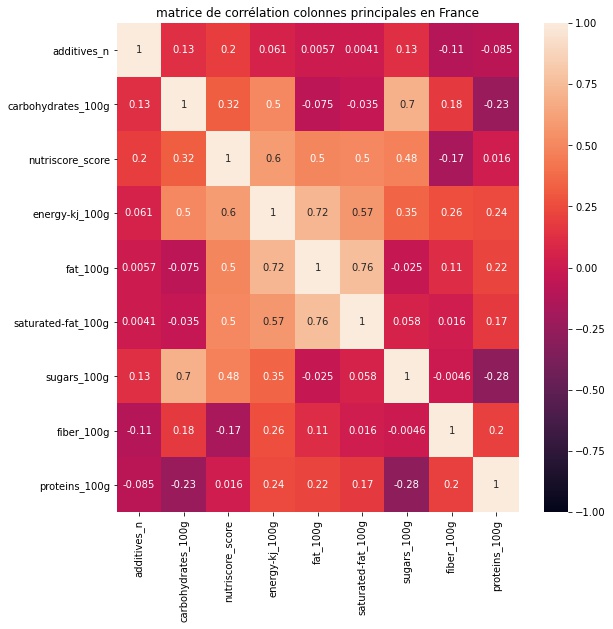 matrice de corrélation colonnes principales en France
additives_n 1 0.13 0.2 0.061 0.0057 0.0041 0.13 -0.11 -0.085
carbohydrates_100g 0.13 1 0.32 0.5 -0.075 -0.035 0.7 0.18 -0.23
nutriscore_score 0.2 0.32 1 0.6 0.5 0.5 0.48 -0.17 0.016
energy-kj_100g 0.061 0.5 0.6 1 0.72 0.57 0.35 0.26 0.24
fat_100g 0.0057 -0.075 0.5 0.72 1 0.76 -0.025 0.11 0.22
saturated-fat_100g 0.0041 -0.035 0.5 0.57 0.76 1 0.058 0.016 0.17
sugars_100g 0.13 0.7 0.48 0.35 -0.025 0.058 1 -0.0046 -0.28
fiber_100g -0.11 0.18 -0.17 0.26 0.11 0.016 -0.0046 1 0.2
proteins_100g -0.085 -0.23 0.016 0.24 0.22 0.17 -0.28 0.2 1
additives_n
carbohydrates_100g
nutriscore_score
energy-kj_100g
fat_100g
saturated-fat_100g
sugars_100g
fiber_100g
proteins_100g
1.00
0.75
0.50
0.25
0.00
-0.25
-0.50
-0.75
-1.00